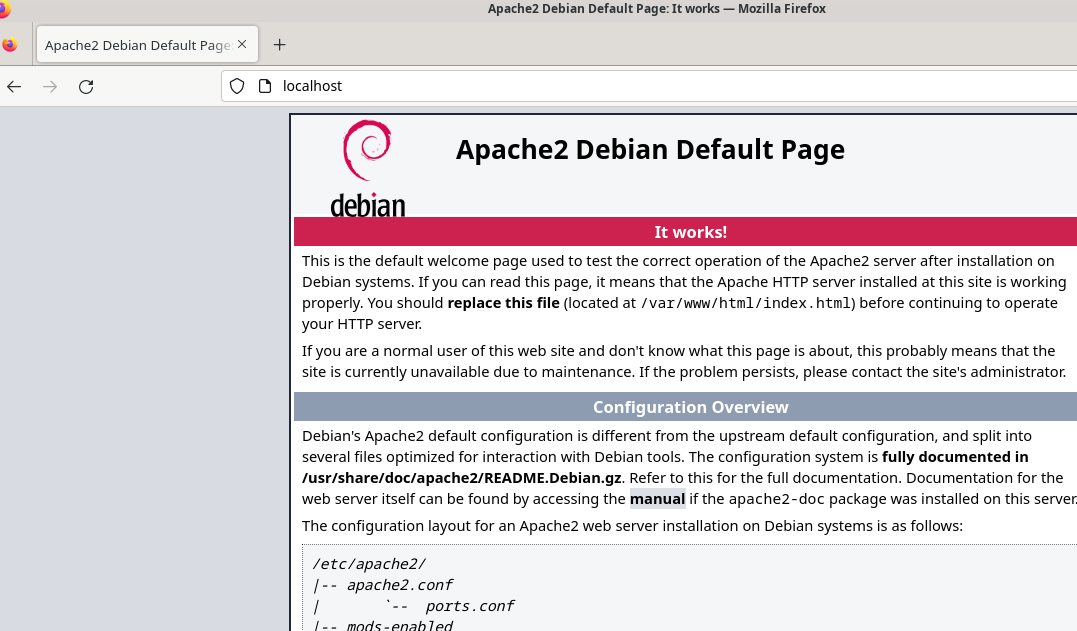 Apache2 Debian Default Page: It works — Mozilla Firefox
Apache2 Debian Default Page:
localhost
debian
Apache2 Debian Default Page
It works!
This is the default welcome page used to test the correct operation of the Apache2 server after installation on
Debian systems. If you can read this page, it means that the Apache HTTP server installed at this site is working
properly. You should replace this file (located at /var/www/html/index.html) before continuing to operate
your HTTP server.
If you are a normal user of this web site and don't know what this page is about, this probably means that the
site is currently unavailable due to maintenance. If the problem persists, please contact the site's administrator.
Configuration Overview
Debian's Apache2 default configuration is different from the upstream default configuration, and split into
several files optimized for interaction with Debian tools. The configuration system is fully documented in
/usr/share/doc/apache2/README.Debian.gz. Refer to this for the full documentation. Documentation for the
web server itself can be found by accessing the manual if the apache2-doc package was installed on this server.
The configuration layout for an Apache2 web server installation on Debian systems is as follows:
/etc/apache2/
|-- apache2.conf
|       `--  ports.conf
|-- mods-enabled